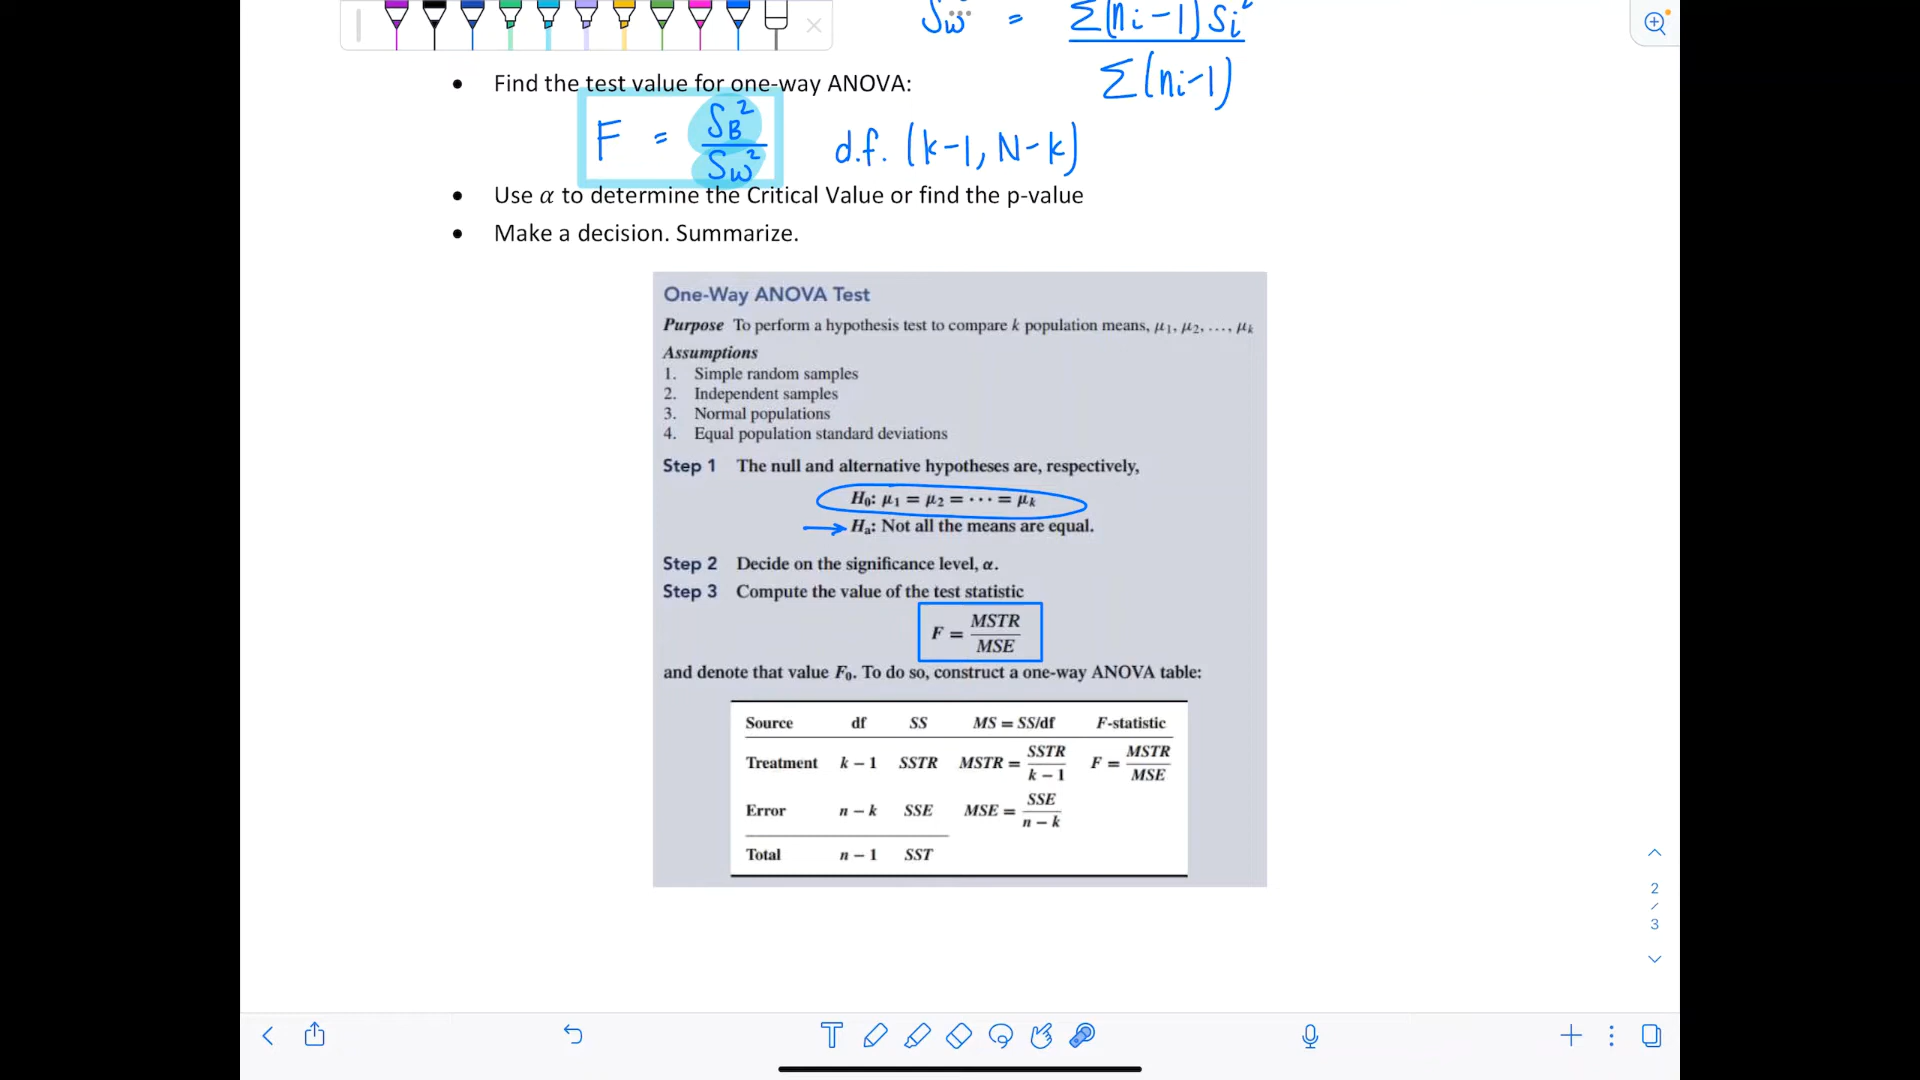 S_W² = Σ(nᵢ-1)Sᵢ² / Σ(nᵢ-1)
• Find the test value for one-way ANOVA:
F = S_B² / S_W² d.f. (k-1, N-k)
• Use α to determine the Critical Value or find the p-value
• Make a decision. Summarize.
One-Way ANOVA Test
Purpose To perform a hypothesis test to compare k population means, μ₁, μ₂, ..., μₖ
Assumptions
1. Simple random samples
2. Independent samples
3. Normal populations
4. Equal population standard deviations
Step 1 The null and alternative hypotheses are, respectively,
H₀: μ₁ = μ₂ = ··· = μₖ
Hₐ: Not all the means are equal.
Step 2 Decide on the significance level, α.
Step 3 Compute the value of the test statistic
F = MSTR / MSE
and denote that value F₀. To do so, construct a one-way ANOVA table:
Source df SS MS = SS/df F-statistic
Treatment k − 1 SSTR MSTR = SSTR / k − 1 F = MSTR / MSE
Error n − k SSE MSE = SSE / n − k
Total n − 1 SST
2
/
3
T